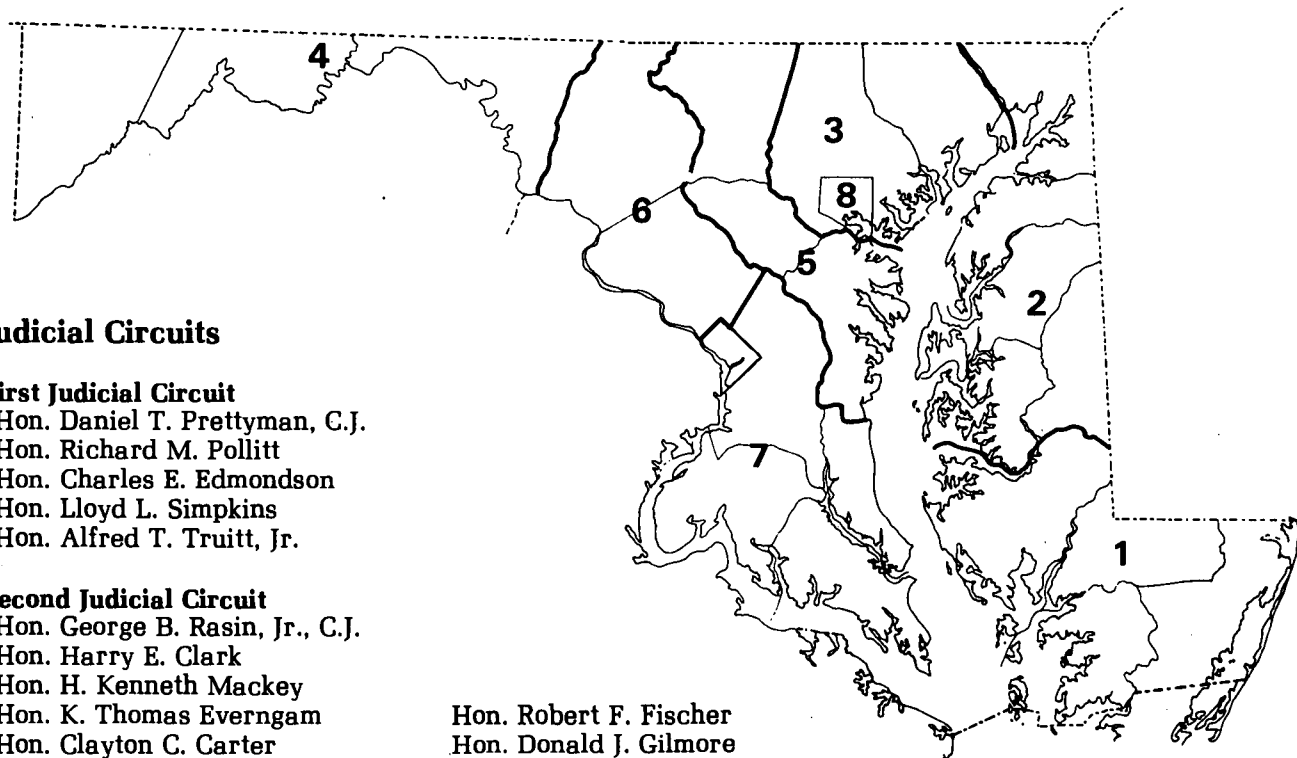 4
3
8
6
5
2
7
1
udicial Circuits
irst Judicial Circuit
Hon. Daniel T. Prettyman, C.J.
Hon. Richard M. Pollitt
Hon. Charles E. Edmondson
Hon. Lloyd L. Simpkins
Hon. Alfred T. Truitt, Jr.
econd Judicial Circuit
Hon. George B. Rasin, Jr., C.J.
Hon. Harry E. Clark
Hon. H. Kenneth Mackey
Hon. K. Thomas Everngam
Hon. Clayton C. Carter
Hon. Robert F. Fischer
Hon. Donald J. Gilmore